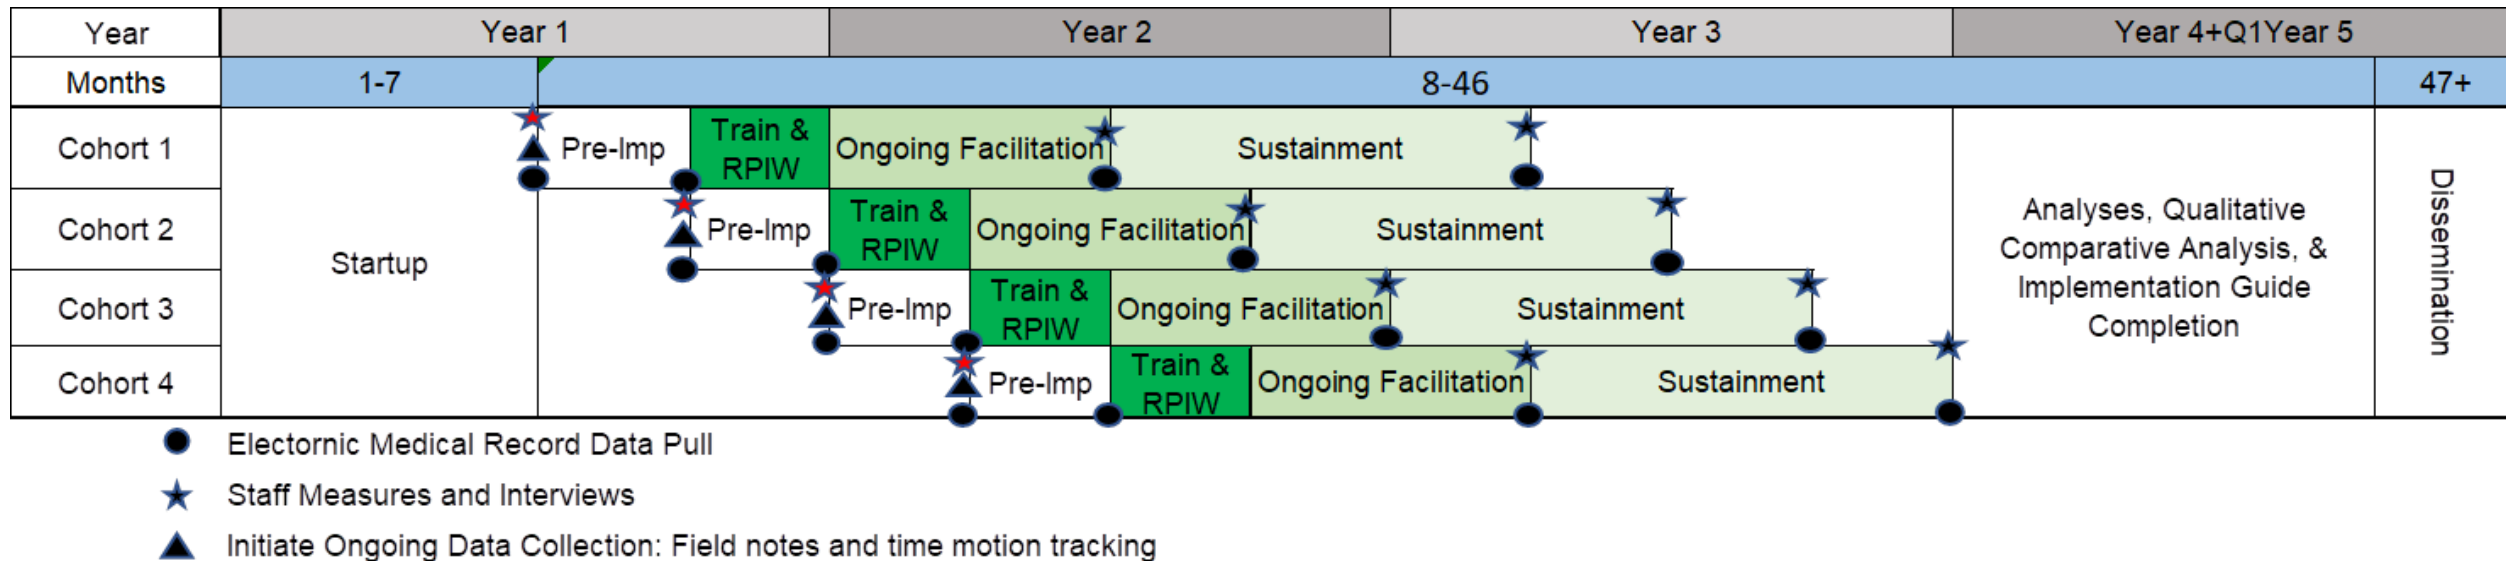 Year
Year 1
Year 2
Year 3
Year 4+Q1Year 5
Months
1-7
8-46
47+
Cohort 1
Pre-Imp
Train &
RPIW
Ongoing Facilitation
Sustainment
Cohort 2
Pre-Imp
Train &
RPIW
Ongoing Facilitation
Sustainment
Startup
Cohort 3
Pre-Imp
Train &
RPIW
Ongoing Facilitation
Sustainment
Cohort 4
Pre-Imp
Train &
RPIW
Ongoing Facilitation
Sustainment
Analyses, Qualitative
Comparative Analysis, &
Implementation Guide
Completion
Dissemination
Electornic Medical Record Data Pull
Staff Measures and Interviews
Initiate Ongoing Data Collection: Field notes and time motion tracking